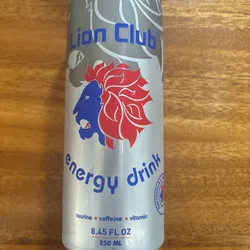 Lion Club
energy drink
taurine • caffeine • vitamin
8.45 FL OZ
250 ML